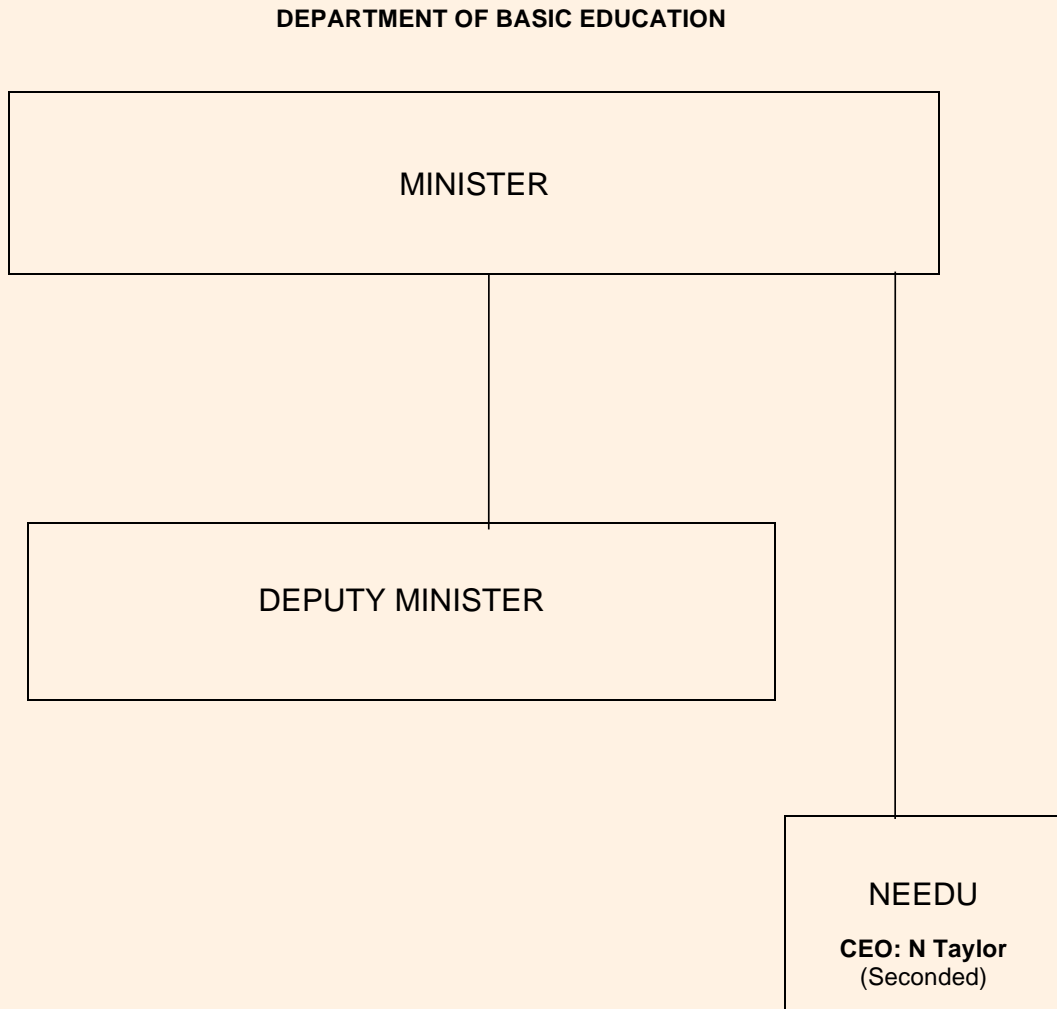 DEPARTMENT OF BASIC EDUCATION
MINISTER
DEPUTY MINISTER
NEEDU
CEO: N Taylor
(Seconded)